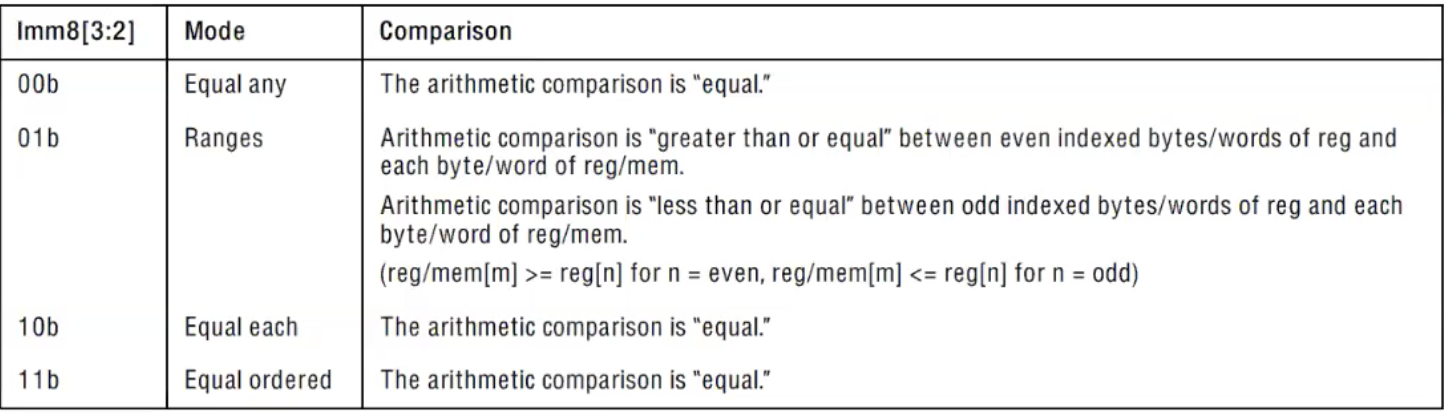 Imm8[3:2] Mode Comparison
00b Equal any The arithmetic comparison is “equal.”
01b Ranges Arithmetic comparison is “greater than or equal” between even indexed bytes/words of reg and
each byte/word of reg/mem.
Arithmetic comparison is “less than or equal” between odd indexed bytes/words of reg and each
byte/word of reg/mem.
(reg/mem[m] >= reg[n] for n = even, reg/mem[m] <= reg[n] for n = odd)
10b Equal each The arithmetic comparison is “equal.”
11b Equal ordered The arithmetic comparison is “equal.”